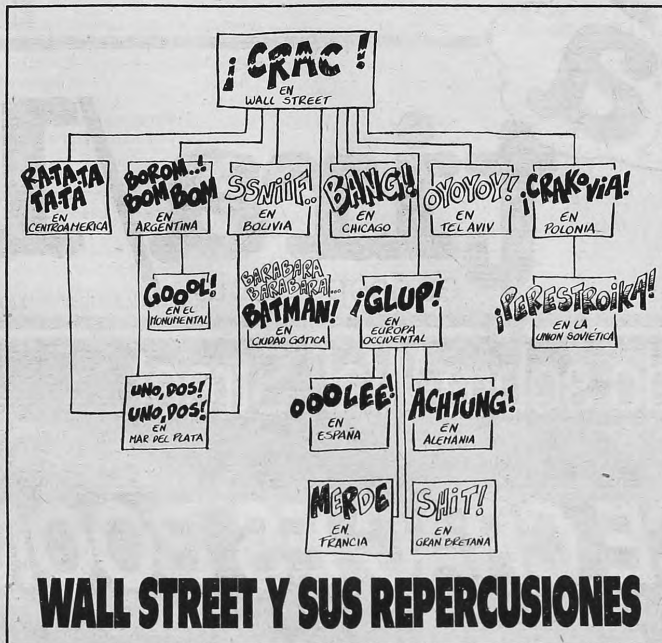 ¡CRAC!
EN
WALL STREET
RA-TA-TA
TA-TA
EN
CENTROAMERICA
BOROM..!
BOM BOM
EN
ARGENTINA
SSNIIF..
EN
BOLIVIA
BANG!
EN
CHICAGO
OYOYOY!
EN
TEL AVIV
¡CRAKOVIA!
EN
POLONIA
GOOOL!
EN EL
MONUMENTAL
BARABARA
BARABARA...
BATMAN!
EN
CIUDAD GÓTICA
¡GLUP!
EN
EUROPA
OCCIDENTAL
¡PERESTROIKA!
EN LA
UNION SOVIÉTICA
UNO, DOS!
UNO, DOS!
EN
MAR DEL PLATA
OOOLEE!
EN
ESPAÑA
ACHTUNG!
EN
ALEMANIA
MERDE
EN
FRANCIA
SHIT!
EN
GRAN BRETAÑA
WALL STREET Y SUS REPERCUSIONES